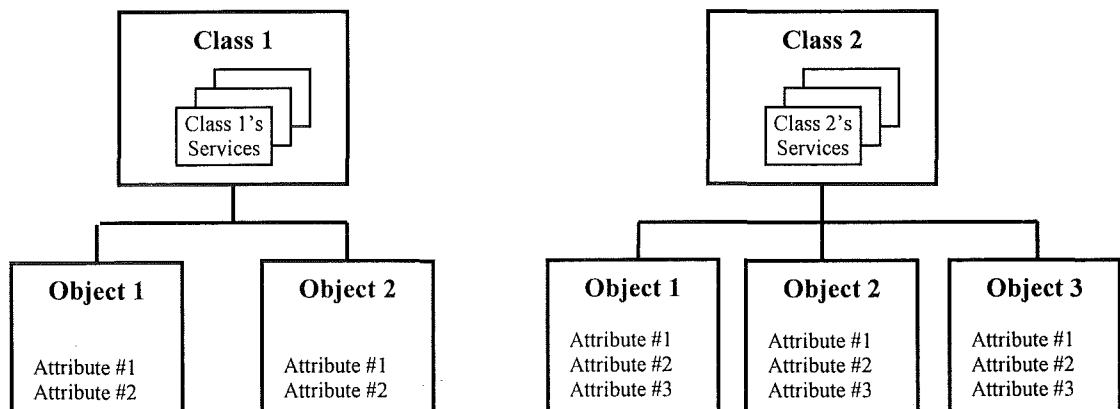 Class 1
Class 1's
Services
Object 1
Attribute #1
Attribute #2
Object 2
Attribute #1
Attribute #2
Class 2
Class 2's
Services
Object 1
Attribute #1
Attribute #2
Attribute #3
Object 2
Attribute #1
Attribute #2
Attribute #3
Object 3
Attribute #1
Attribute #2
Attribute #3